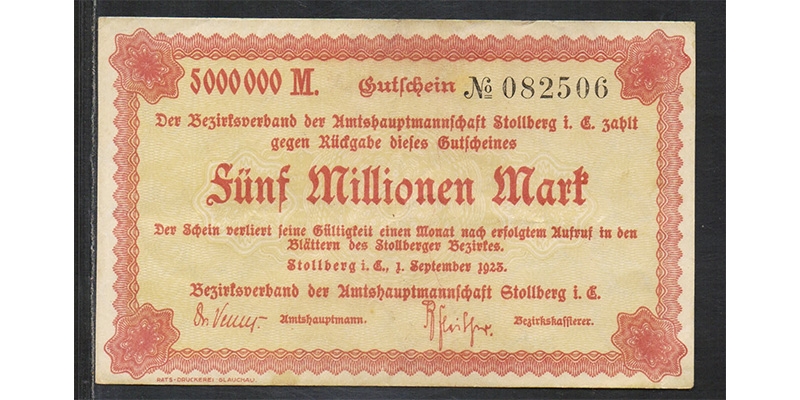 5000000 M. Gutschein № 082506
Der Bezirksverband der Amtshauptmannschaft Stollberg i. E. zahlt
gegen Rückgabe dieses Gutscheines
Fünf Millionen Mark
Der Schein verliert seine Gültigkeit einen Monat nach erfolgtem Aufruf in den
Blättern des Stollberger Bezirkes.
Stollberg i. E., 1. September 1923.
Bezirksverband der Amtshauptmannschaft Stollberg i. E.
Amtshauptmann. Bezirkskassierer.
RATS-DRUCKEREI GLAUCHAU.